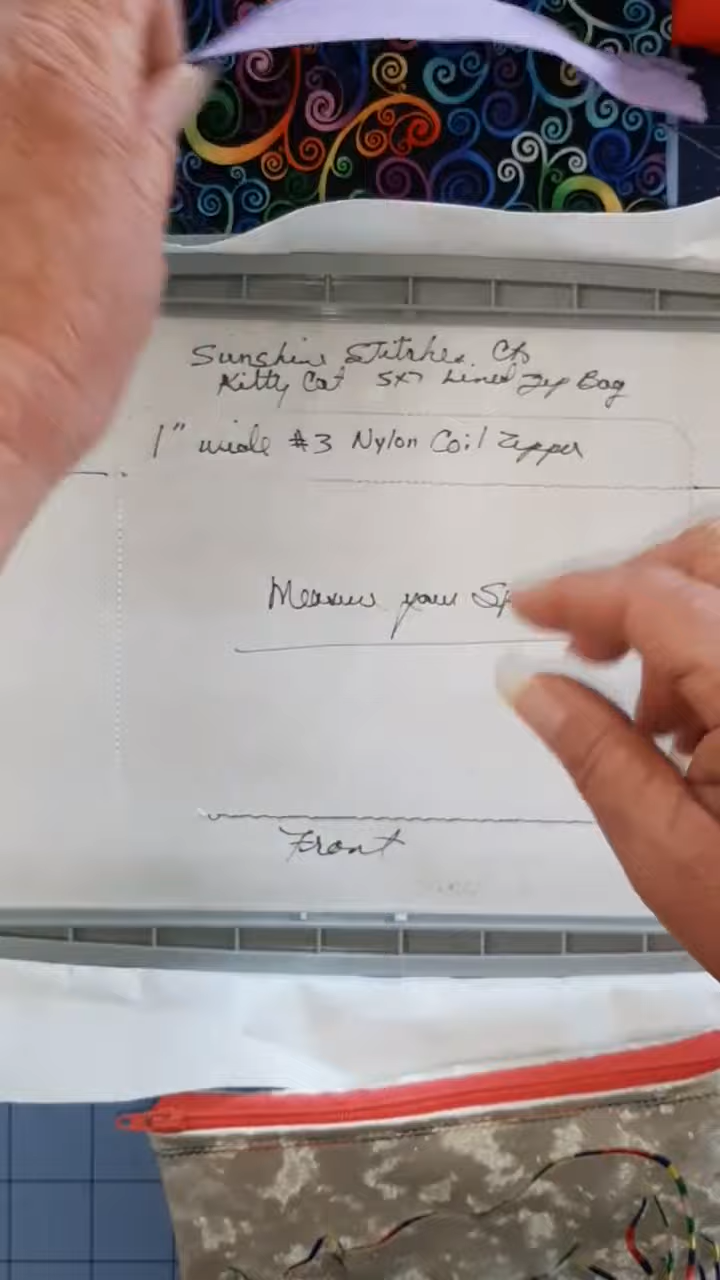 Sunshine Stitches Co
Kitty Cat 5x7 Lined Zip Bag
1" wide #3 Nylon Coil Zipper
Measure your
Front